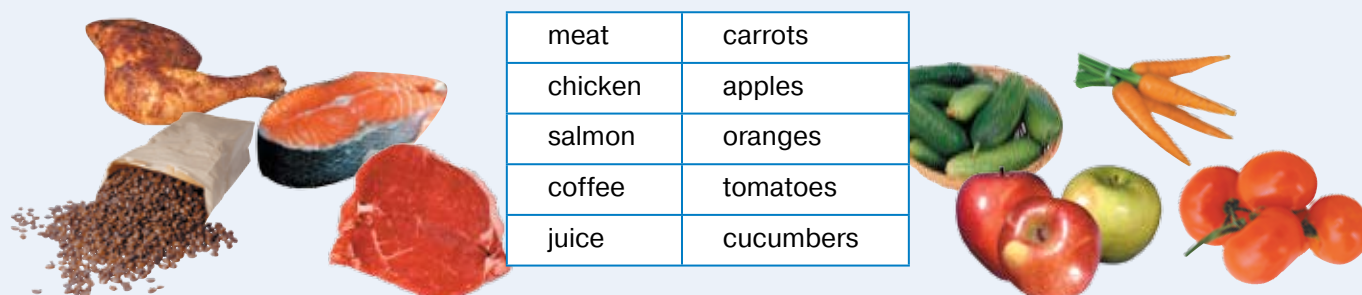 meat carrots
chicken apples
salmon oranges
coffee tomatoes
juice cucumbers